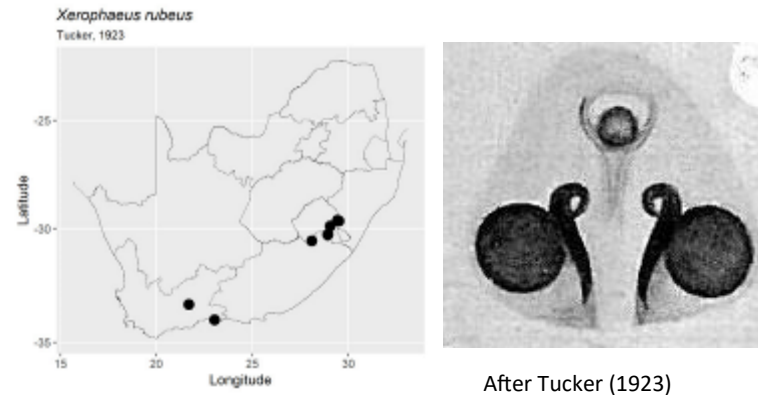 Xerophaeus rubeus
Tucker, 1923
-25
-30
-35
Latitude
15
20
25
30
Longitude
After Tucker (1923)